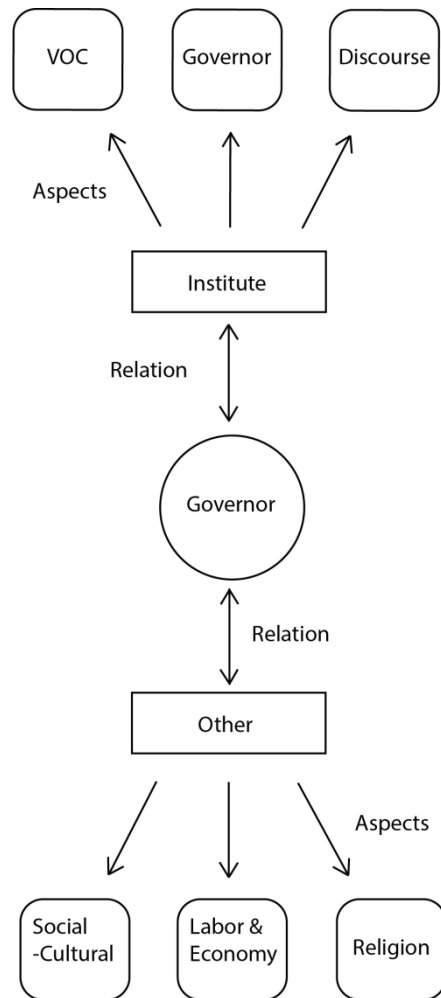 VOC
Governor
Discourse
Aspects
Institute
Relation
Governor
Relation
Other
Aspects
Social
-Cultural
Labor &
Economy
Religion